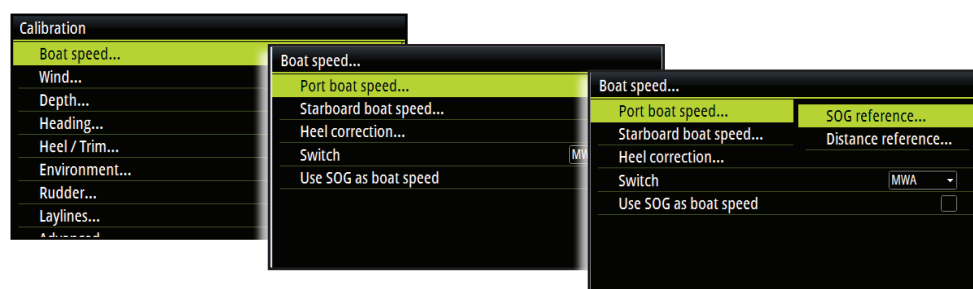 Calibration
Boat speed...
Wind...
Depth...
Heading...
Heel / Trim...
Environment...
Rudder...
Laylines...
Advanced
Boat speed...
Port boat speed...
Starboard boat speed...
Heel correction...
Switch MW
Use SOG as boat speed
Boat speed...
Port boat speed... SOG reference...
Starboard boat speed... Distance reference...
Heel correction...
Switch MWA
Use SOG as boat speed